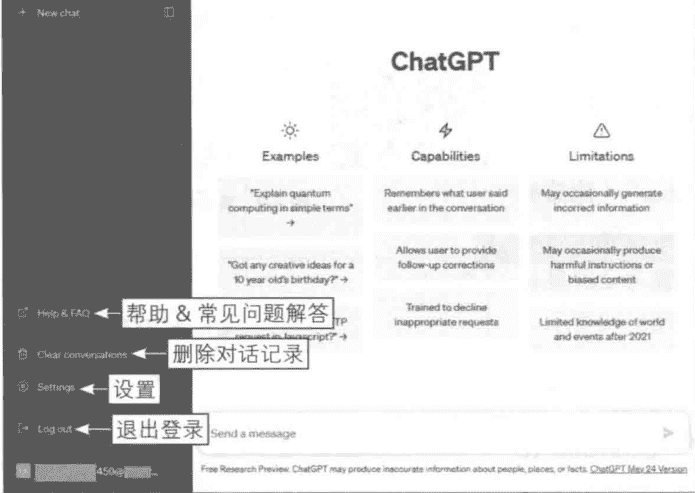 New chat
ChatGPT
Examples
Capabilities
Limitations
"Explain quantum
computing in simple terms"
→
Remembers what user said
earlier in the conversation
May occasionally generate
incorrect information
"Got any creative ideas for a
10 year old's birthday?" →
Allows user to provide
follow-up corrections
May occasionally produce
harmful instructions or
biased content
TTP
request in Javascript?" →
Trained to decline
inappropriate requests
Limited knowledge of world
and events after 2021
Help & FAQ
帮助 & 常见问题解答
Clear conversations
删除对话记录
Settings
设置
Log out
退出登录
Send a message
450@
Free Research Preview. ChatGPT may produce inaccurate information about people, places, or facts. ChatGPT May 24 Version